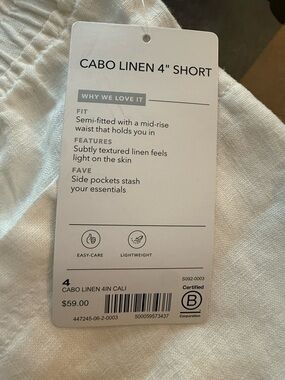 CABO LINEN 4" SHORT
WHY WE LOVE IT
FIT
Semi-fitted with a mid-rise
waist that holds you in
FEATURES
Subtly textured linen feels
light on the skin
FAVE
Side pockets stash
your essentials
EASY-CARE
LIGHTWEIGHT
4
S092-0003
CABO LINEN 4IN CALI
$59.00
447245-06-2-0003
500059573437
Certified
B
Corporation